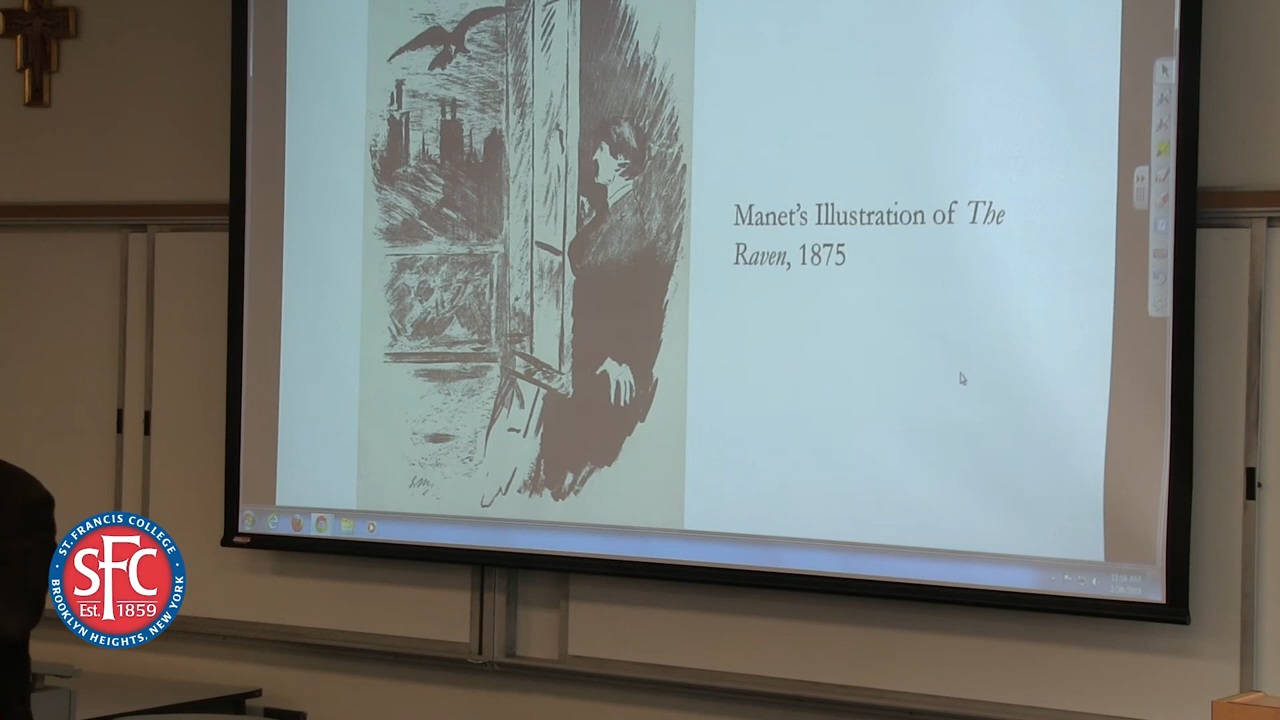 Manet's Illustration of The
Raven, 1875
ST. FRANCIS COLLEGE
SFC
Est. 1859
BROOKLYN HEIGHTS, NEW YORK